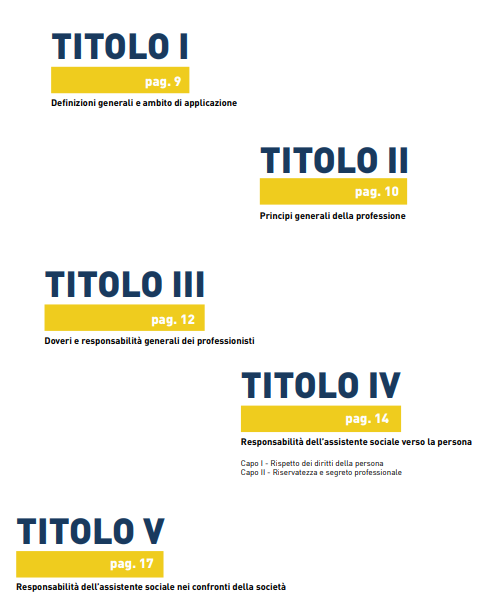 TITOLO I
pag. 9
Definizioni generali e ambito di applicazione
TITOLO II
pag. 10
Principi generali della professione
TITOLO III
pag. 12
Doveri e responsabilità generali dei professionisti
TITOLO IV
pag. 14
Responsabilità dell'assistente sociale verso la persona
Capo I - Rispetto dei diritti della persona
Capo II - Riservatezza e segreto professionale
TITOLO V
pag. 17
Responsabilità dell'assistente sociale nei confronti della società